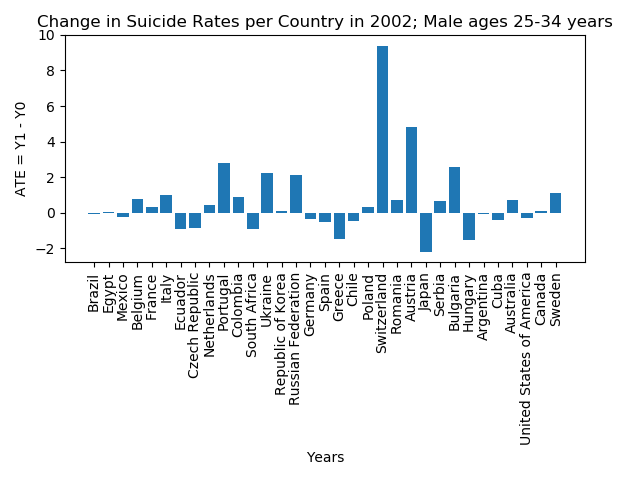 Change in Suicide Rates per Country in 2002; Male ages 25-34 years
ATE = Y1 - Y0
10
8
6
4
2
0
−2
Brazil
Egypt
Mexico
Belgium
France
Italy
Ecuador
Czech Republic
Netherlands
Portugal
Colombia
South Africa
Ukraine
Republic of Korea
Russian Federation
Germany
Spain
Greece
Chile
Poland
Switzerland
Romania
Austria
Japan
Serbia
Bulgaria
Hungary
Argentina
Cuba
Australia
United States of America
Canada
Sweden
Years